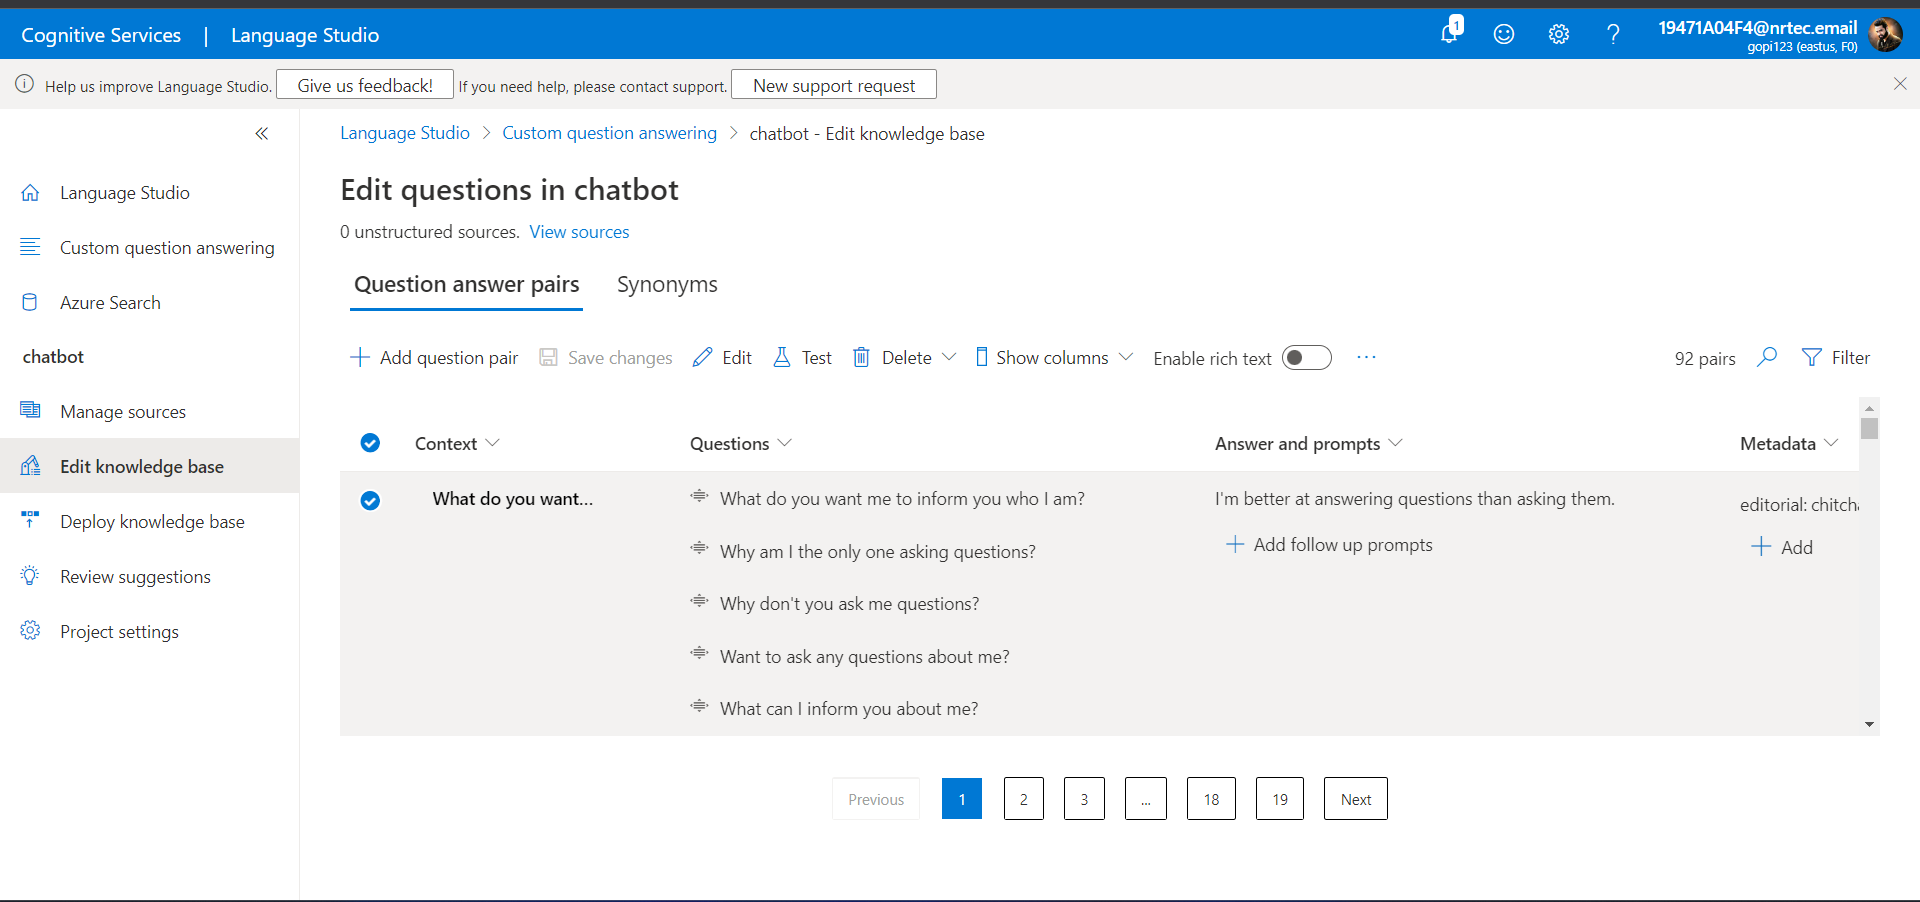 Cognitive Services | Language Studio
1
19471A04F4@nrtec.email
gopi123 (eastus, F0)
Help us improve Language Studio. Give us feedback! If you need help, please contact support. New support request
Language Studio > Custom question answering > chatbot - Edit knowledge base
Language Studio
Custom question answering
Azure Search
chatbot
Manage sources
Edit knowledge base
Deploy knowledge base
Review suggestions
Project settings
Edit questions in chatbot
0 unstructured sources. View sources
Question answer pairs Synonyms
Add question pair Save changes Edit Test Delete Show columns Enable rich text ... 92 pairs Filter
Context Questions Answer and prompts Metadata
What do you want... What do you want me to inform you who I am? I'm better at answering questions than asking them. editorial: chitcha
Add follow up prompts Add
Why am I the only one asking questions?
Why don't you ask me questions?
Want to ask any questions about me?
What can I inform you about me?
Previous 1 2 3 ... 18 19 Next